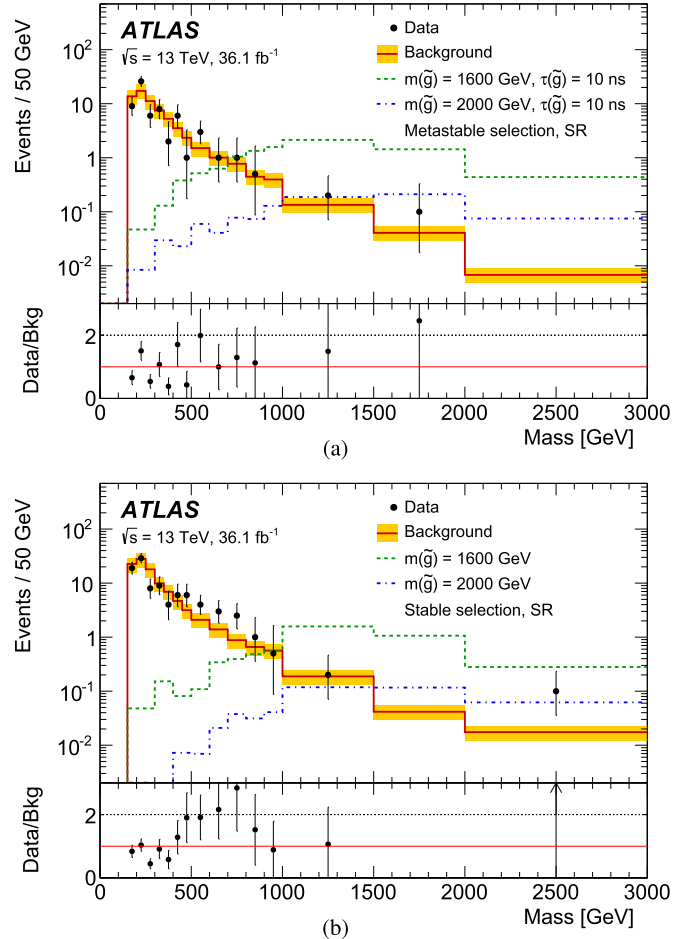 ATLAS
√s = 13 TeV, 36.1 fb⁻¹
Data
Background
m(g̃) = 1600 GeV, τ(g̃) = 10 ns
m(g̃) = 2000 GeV, τ(g̃) = 10 ns
Metastable selection, SR
Events / 50 GeV
10²
10
1
10⁻¹
10⁻²
Data/Bkg
2
0
0 500 1000 1500 2000 2500 3000
Mass [GeV]
(a)
ATLAS
√s = 13 TeV, 36.1 fb⁻¹
Data
Background
m(g̃) = 1600 GeV
m(g̃) = 2000 GeV
Stable selection, SR
Events / 50 GeV
10²
10
1
10⁻¹
10⁻²
Data/Bkg
2
0
0 500 1000 1500 2000 2500 3000
Mass [GeV]
(b)